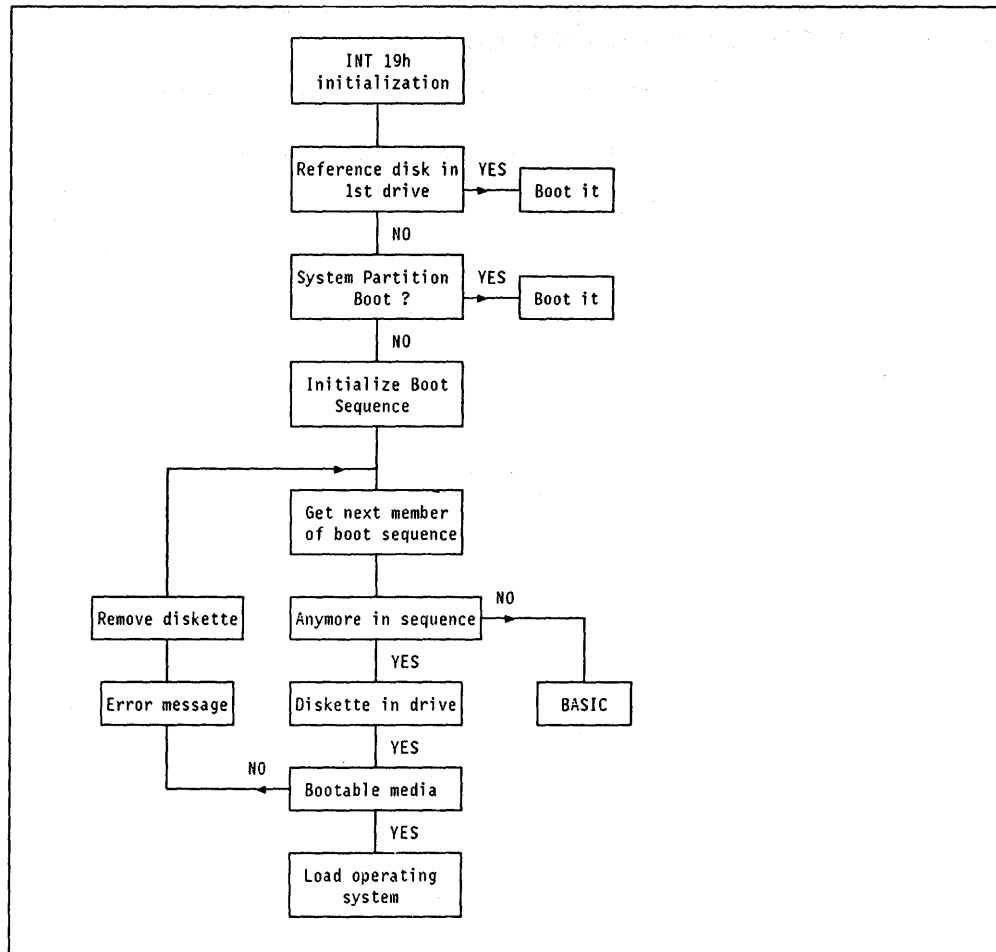 INT 19h
initialization
Reference disk in
1st drive
YES
Boot it
NO
System Partition
Boot ?
YES
Boot it
NO
Initialize Boot
Sequence
Get next member
of boot sequence
Anymore in sequence
NO
Remove diskette
YES
Diskette in drive
BASIC
Error message
YES
Bootable media
NO
YES
Load operating
system